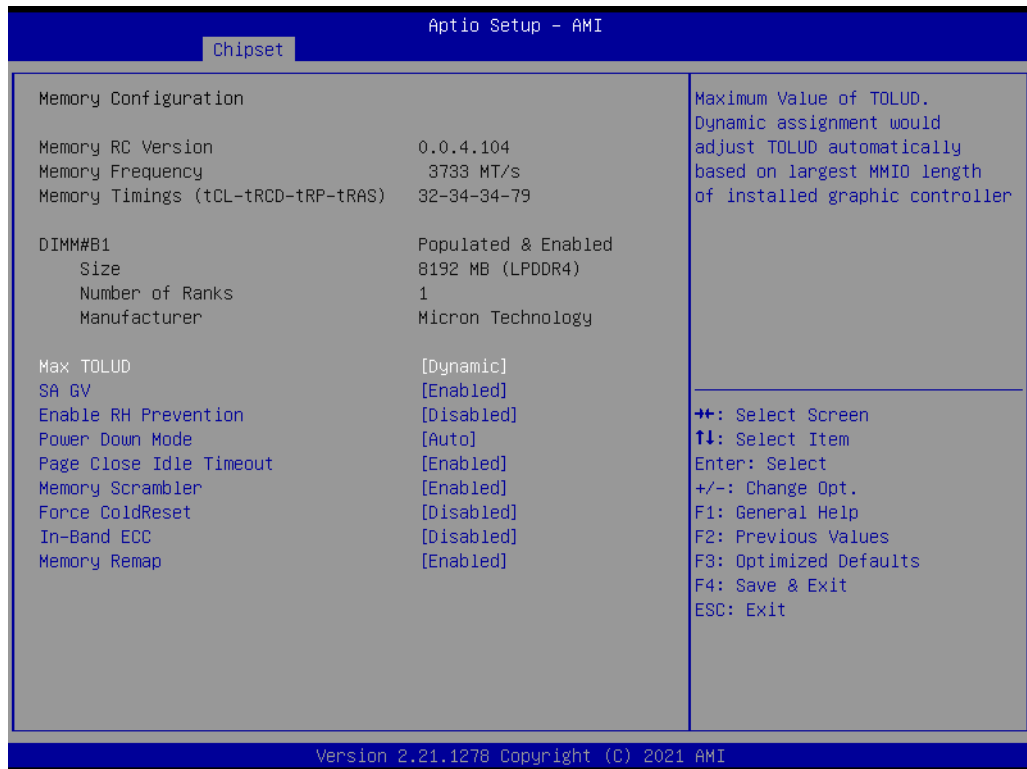 Aptio Setup – AMI
Chipset
Memory Configuration
Memory RC Version 0.0.4.104
Memory Frequency 3733 MT/s
Memory Timings (tCL-tRCD-tRP-tRAS) 32-34-34-79
DIMM#B1 Populated & Enabled
Size 8192 MB (LPDDR4)
Number of Ranks 1
Manufacturer Micron Technology
Max TOLUD [Dynamic]
SA GV [Enabled]
Enable RH Prevention [Disabled]
Power Down Mode [Auto]
Page Close Idle Timeout [Enabled]
Memory Scrambler [Enabled]
Force ColdReset [Disabled]
In-Band ECC [Disabled]
Memory Remap [Enabled]
Maximum Value of TOLUD.
Dynamic assignment would
adjust TOLUD automatically
based on largest MMIO length
of installed graphic controller
→←: Select Screen
↑↓: Select Item
Enter: Select
+/-: Change Opt.
F1: General Help
F2: Previous Values
F3: Optimized Defaults
F4: Save & Exit
ESC: Exit
Version 2.21.1278 Copyright (C) 2021 AMI